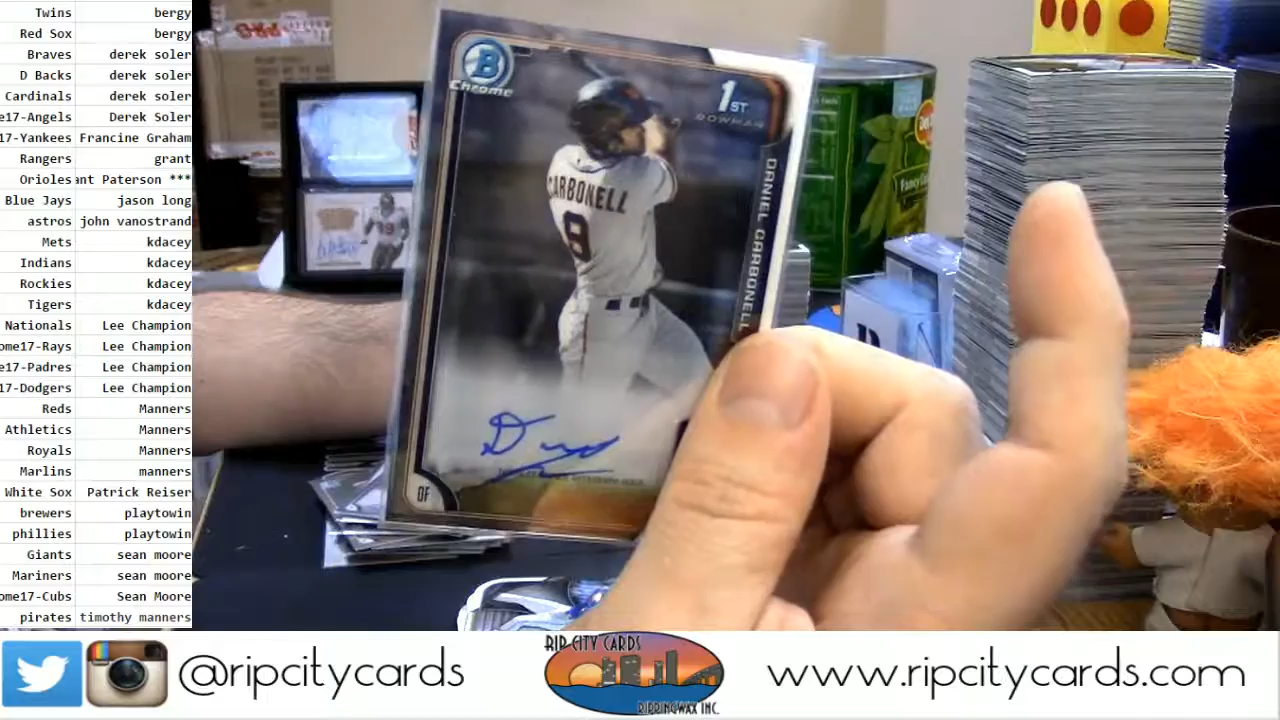 Twins bergy
Red Sox bergy
Braves derek soler
D Backs derek soler
Cardinals derek soler
e17-Angels Derek Soler
17-Yankees Francine Graham
Rangers grant
Orioles ant Paterson ***
Blue Jays jason long
astros john vanostrand
Mets kdacey
Indians kdacey
Rockies kdacey
Tigers kdacey
Nationals Lee Champion
ome17-Rays Lee Champion
e17-Padres Lee Champion
17-Dodgers Lee Champion
Reds Manners
Athletics Manners
Royals Manners
Marlins manners
White Sox Patrick Reiser
brewers playtowin
phillies playtowin
Giants sean moore
Mariners sean moore
ome17-Cubs Sean Moore
pirates timothy manners
B
Chrome
1ST
BOWMAN
DANIEL CARBONELL
CARBONELL
8
OF
@ripcitycards
RIP CITY CARDS
RIPPINGWAX INC.
www.ripcitycards.com